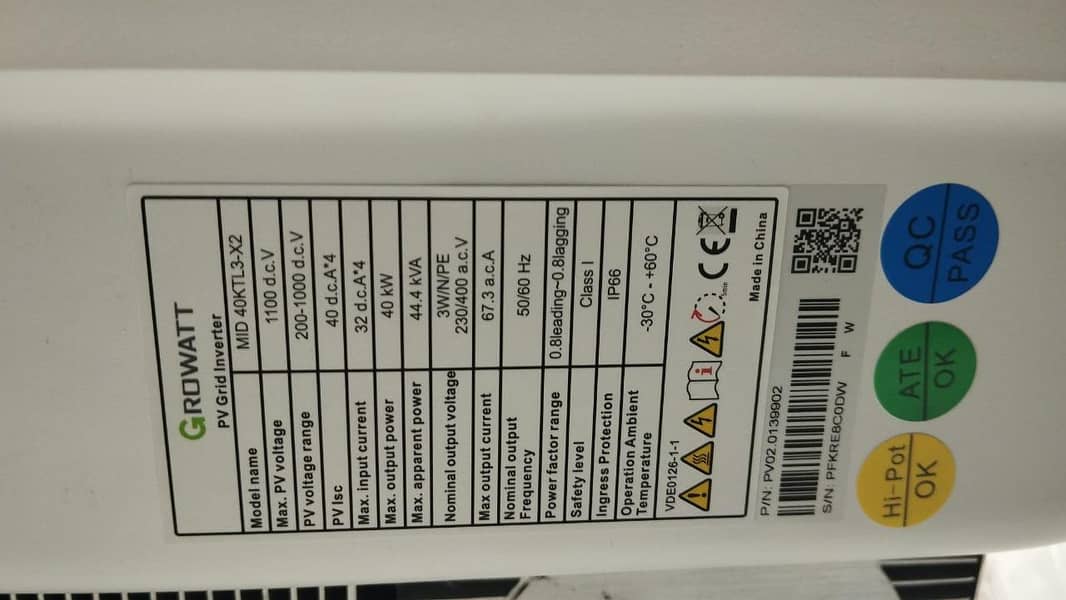 GROWATT
PV Grid Inverter
Model name MID 40KTL3-X2
Max. PV voltage 1100 d.c.V
PV voltage range 200-1000 d.c.V
PV Isc 40 d.c.A*4
Max. input current 32 d.c.A*4
Max. output power 40 kW
Max. apparent power 44.4 kVA
Nominal output voltage 3W/N/PE
230/400 a.c.V
Max output current 67.3 a.c.A
Nominal output
Frequency 50/60 Hz
Power factor range 0.8leading~0.8lagging
Safety level Class I
Ingress Protection IP66
Operation Ambient
Temperature -30°C - +60°C
VDE0126-1-1
5min
CE
Made in China
P/N: PV02.0139902
S/N: PFKRE8C0DW F W
Hi-Pot
OK
ATE
OK
QC
PASS